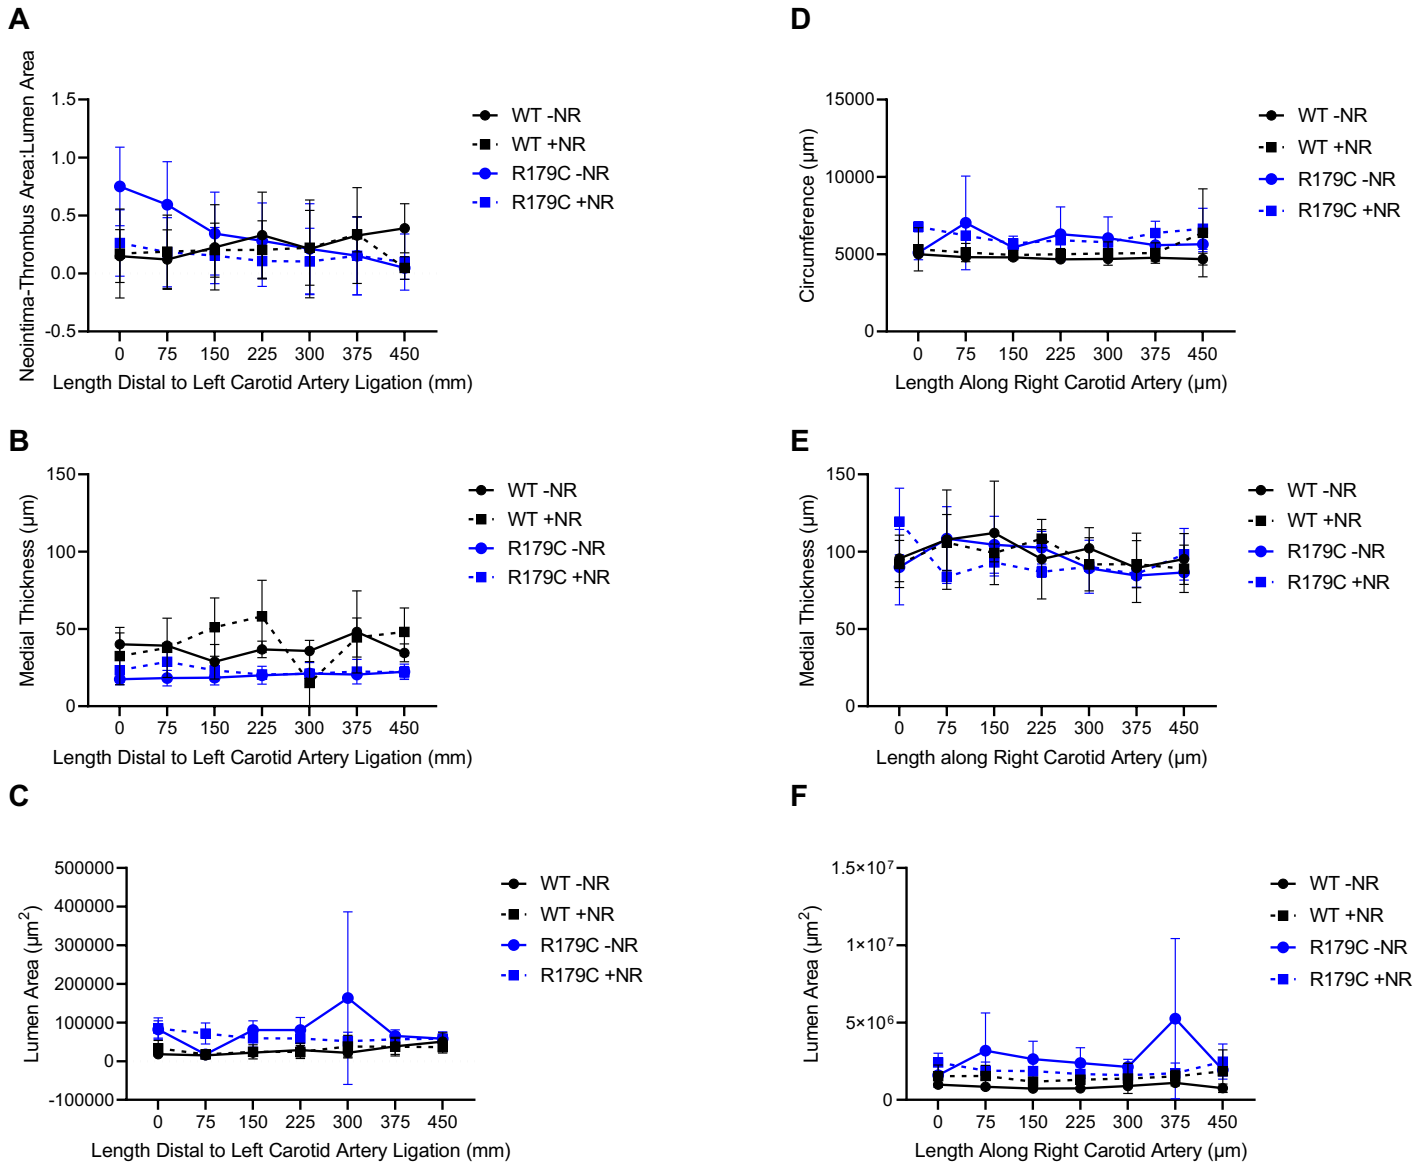 A
Neointima-Thrombus Area:Lumen Area
1.5
1.0
0.5
0.0
-0.5
0 75 150 225 300 375 450
Length Distal to Left Carotid Artery Ligation (mm)
WT -NR
WT +NR
R179C -NR
R179C +NR
D
Circumference (µm)
15000
10000
5000
0
0 75 150 225 300 375 450
Length Along Right Carotid Artery (µm)
WT -NR
WT +NR
R179C -NR
R179C +NR
B
Medial Thickness (µm)
150
100
50
0
0 75 150 225 300 375 450
Length Distal to Left Carotid Artery Ligation (mm)
WT -NR
WT +NR
R179C -NR
R179C +NR
E
Medial Thickness (µm)
150
100
50
0
0 75 150 225 300 375 450
Length along Right Carotid Artery (µm)
WT -NR
WT +NR
R179C -NR
R179C +NR
C
Lumen Area (µm²)
500000
400000
300000
200000
100000
0
-100000
0 75 150 225 300 375 450
Length Distal to Left Carotid Artery Ligation (mm)
WT -NR
WT +NR
R179C -NR
R179C +NR
F
Lumen Area (µm²)
1.5×10⁷
1×10⁷
5×10⁶
0
0 75 150 225 300 375 450
Length Along Right Carotid Artery (µm)
WT -NR
WT +NR
R179C -NR
R179C +NR